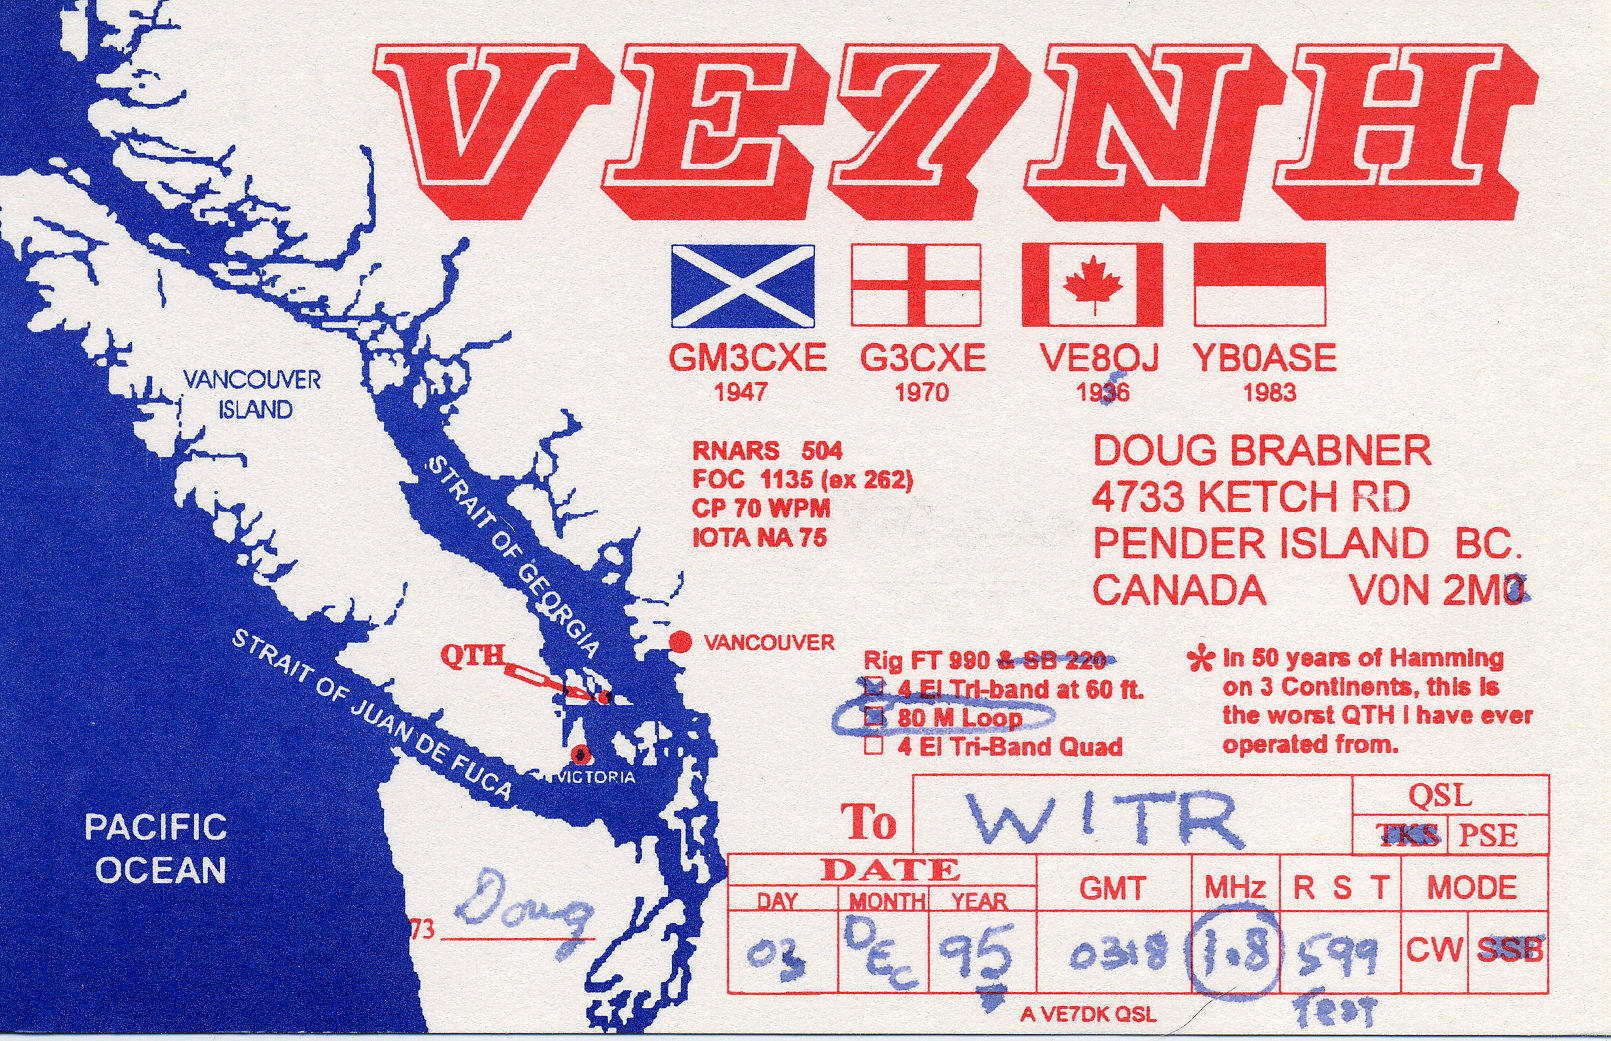 VE7NH
GM3CXE G3CXE VE8OJ YB0ASE
1947 1970 1956 1983
VANCOUVER
ISLAND
RNARS 504
FOC 1135 (ex 262)
CP 70 WPM
IOTA NA 75
DOUG BRABNER
4733 KETCH RD
PENDER ISLAND BC.
CANADA V0N 2M
STRAIT OF GEORGIA
STRAIT OF JUAN DE FUCA
QTH
VANCOUVER
VICTORIA
PACIFIC
OCEAN
Rig FT 990 & SB 220
4 El Tri-band at 60 ft.
80 M Loop
4 El Tri-Band Quad
* In 50 years of Hamming
on 3 Continents, this is
the worst QTH I have ever
operated from.
To W1TR QSL
TKS PSE
DATE GMT MHz R S T MODE
DAY MONTH YEAR
03 DEC 95 0318 1.8 599 CW SSB
Test
73 Doug
A VE7DK QSL